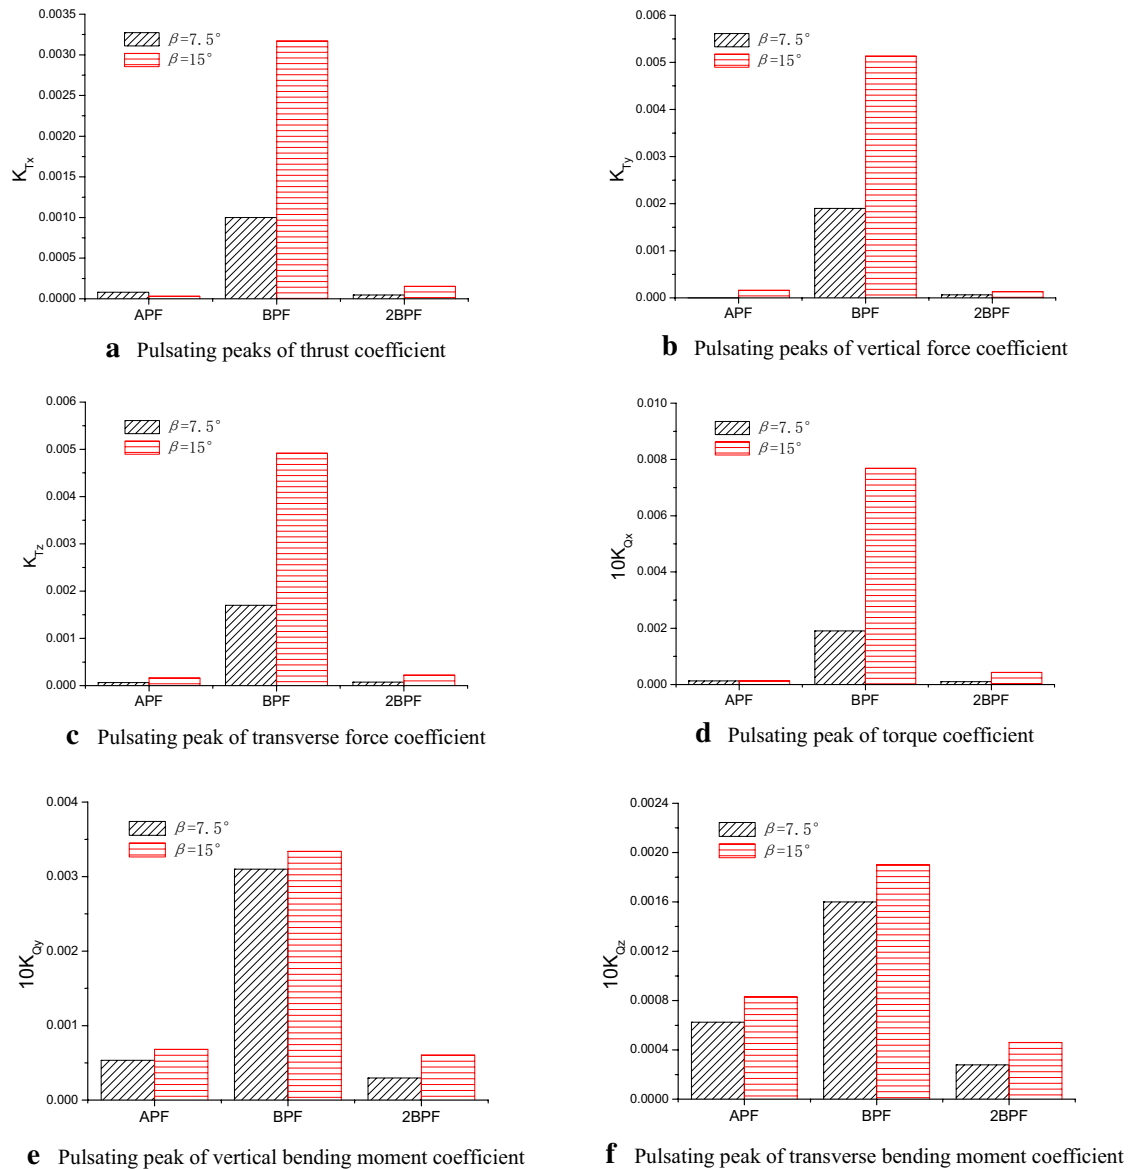 0.0035
0.0030
0.0025
0.0020
0.0015
0.0010
0.0005
0.0000
K_Tx
β=7.5°
β=15°
APF BPF 2BPF
a Pulsating peaks of thrust coefficient
0.006
0.005
0.004
0.003
0.002
0.001
0.000
K_Ty
β=7.5°
β=15°
APF BPF 2BPF
b Pulsating peaks of vertical force coefficient
0.006
0.005
0.004
0.003
0.002
0.001
0.000
K_Tz
β=7.5°
β=15°
APF BPF 2BPF
c Pulsating peak of transverse force coefficient
0.010
0.008
0.006
0.004
0.002
0.000
10K_Qx
β=7.5°
β=15°
APF BPF 2BPF
d Pulsating peak of torque coefficient
0.004
0.003
0.002
0.001
0.000
10K_Qy
β=7.5°
β=15°
APF BPF 2BPF
e Pulsating peak of vertical bending moment coefficient
0.0024
0.0020
0.0016
0.0012
0.0008
0.0004
0.0000
10K_Qz
β=7.5°
β=15°
APF BPF 2BPF
f Pulsating peak of transverse bending moment coefficient